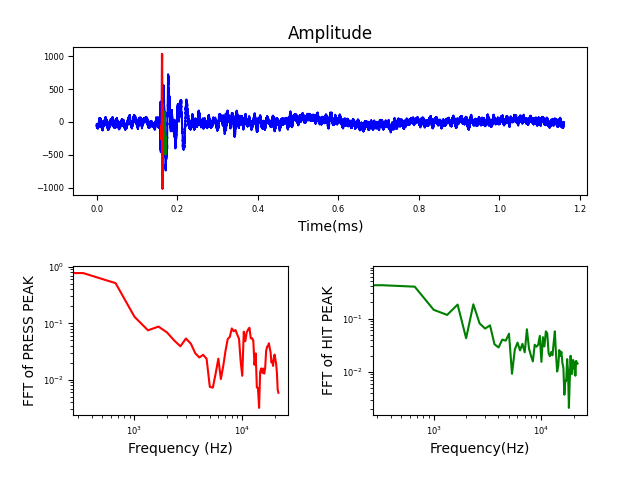 Amplitude
1000
500
0
−500
−1000
0.0 0.2 0.4 0.6 0.8 1.0 1.2
Time(ms)
FFT of PRESS PEAK
10⁰
10⁻¹
10⁻²
10³ 10⁴
Frequency (Hz)
FFT of HIT PEAK
10⁻¹
10⁻²
10³ 10⁴
Frequency(Hz)